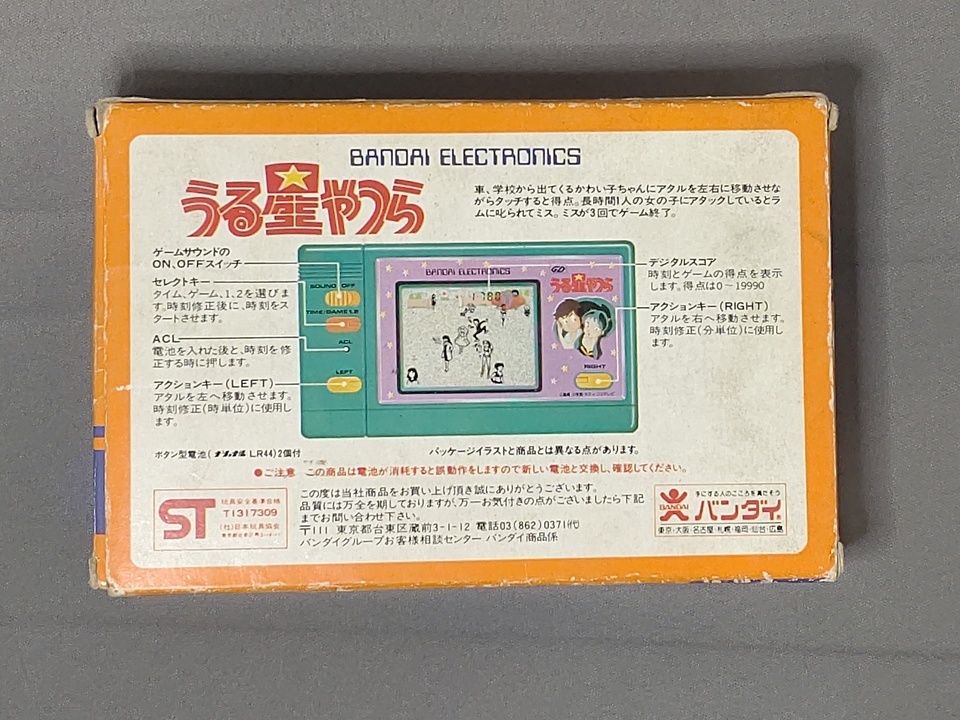 BANDAI ELECTRONICS
うる星やつら
車、学校から出てくるかわい子ちゃんにアタルを左右に移動させな
がらタッチすると得点。長時間1人の女の子にアタックしているとラ
ムに叱られてミス。ミスが3回でゲーム終了。
ゲームサウンドの
ON、OFFスイッチ
セレクトキー
タイム、ゲーム、1、2を選びま
す。時刻修正後に、時刻をス
タートさせます。
ACL
電池を入れた後と、時刻を修
正する時に押します。
アクションキー(LEFT)
アタルを左へ移動させます。
時刻修正(時単位)に使用し
ます。
SOUND OFF
TIME/GAME1.2
ACL
LEFT
BANDAI ELECTRONICS
GD
うる星やつら
RIGHT
デジタルスコア
時刻とゲームの得点を表示
します。得点は0〜19990
アクションキー(RIGHT)
アタルを右へ移動させます。
時刻修正(分単位)に使用し
ます。
ボタン型電池( LR44)2個付
パッケージイラストと商品とは異なる点があります。
●ご注意 この商品は電池が消耗すると誤動作をしますので新しい電池と交換し、確認してください。
ST
玩具安全基準合格
T1317309
(社)日本玩具協会
この度は当社商品をお買い上げ頂き誠にありがとうございます。
品質には万全を期しておりますが、万一お気付きの点がございましたら下記
までお問い合わせ下さい。
〒111 東京都台東区蔵前3-1-12 電話03(862)0371㈹
バンダイグループお客様相談センター バンダイ商品係
手にする人のこころを満たそう
BANDAI
バンダイ
東京・大阪・名古屋・札幌・福岡・仙台・広島